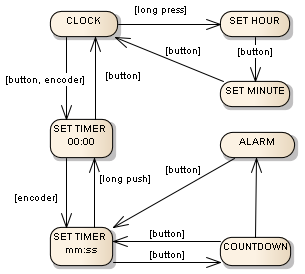 [long press]
CLOCK
SET HOUR
[button]
[button]
[button, encoder]
[button]
SET MINUTE
SET TIMER
00:00
ALARM
[button]
[long push]
[encoder]
SET TIMER
mm:ss
[button]
[button]
COUNTDOWN